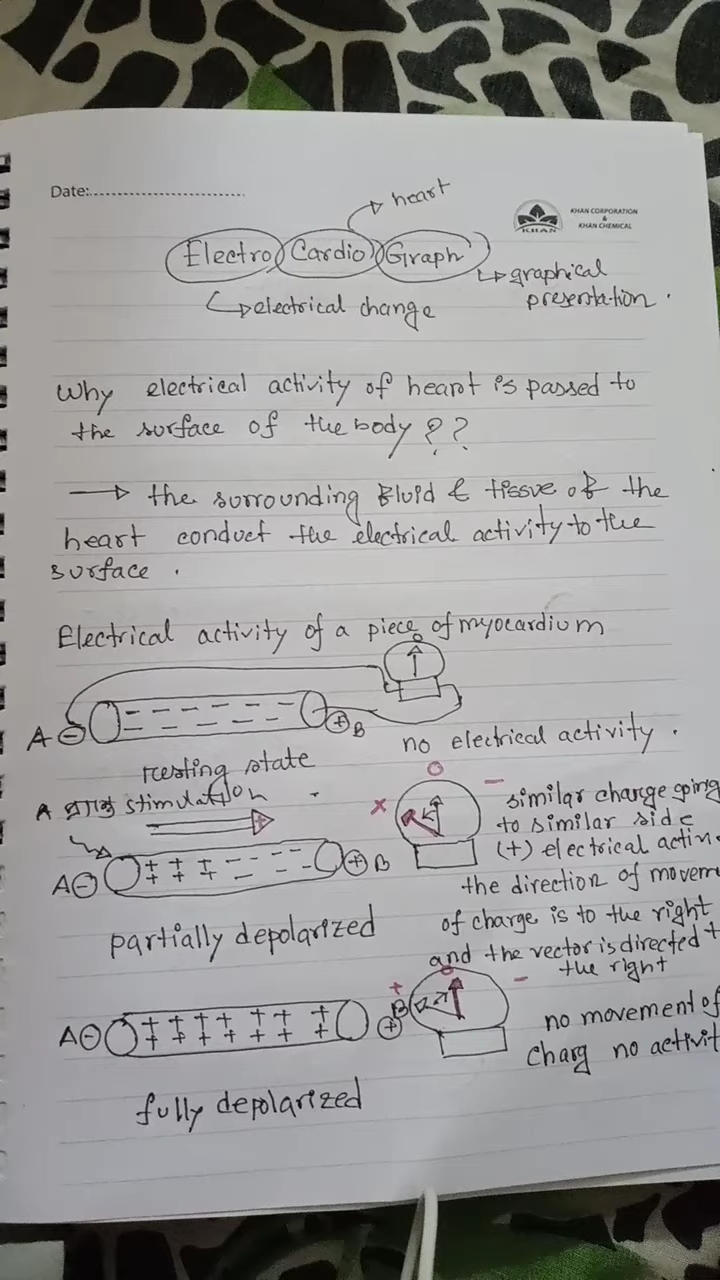 Date:
heart
KHAN
KHAN CORPORATION
&
KHAN CHEMICAL
Electro Cardio Graph
graphical
presentation.
electrical change
Why electrical activity of heart is passed to
the surface of the body??
→ the surrounding fluid & tissue of the
heart conduct the electrical activity to the
surface.
Electrical activity of a piece of myocardium
A - + B
no electrical activity.
resting state
A প্রান্তে stimulation
+
x o -
similar charge going
to similar side
(+) electrical activ
A - + + + + + + - - - - + B
the direction of movem
partially depolarized
of charge is to the right
and the vector is directed t
the right
+ o -
B
A - + + + + + + + + + + + + +
no movement of
charg no activit
fully depolarized